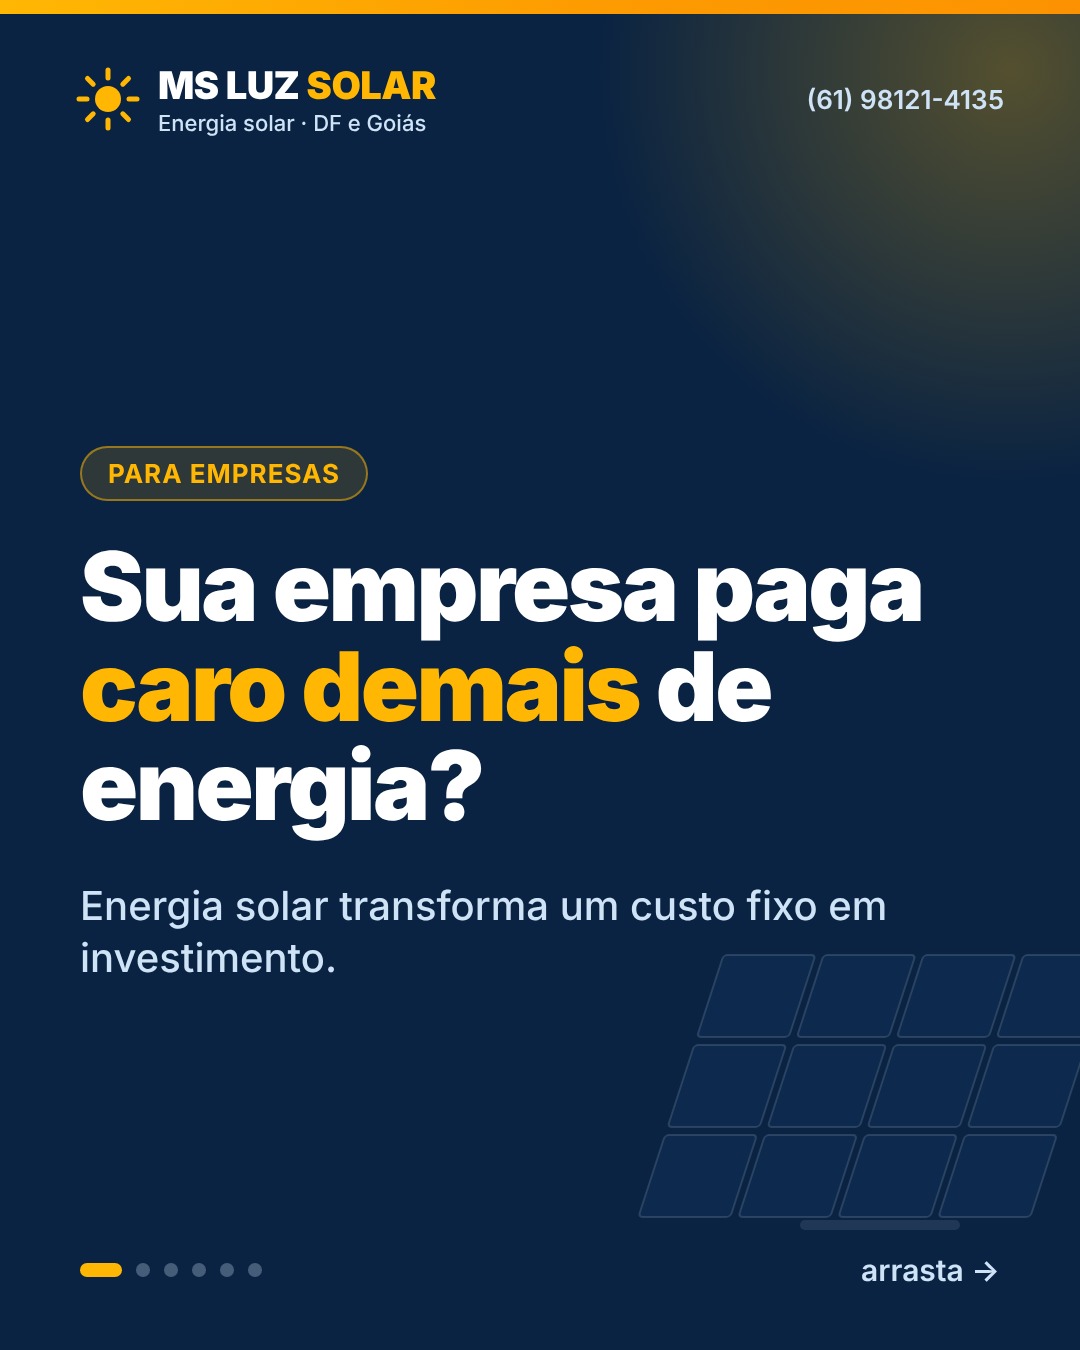 MS LUZ SOLAR
Energia solar · DF e Goiás
(61) 98121-4135
PARA EMPRESAS
Sua empresa paga
caro demais de
energia?
Energia solar transforma um custo fixo em
investimento.
arrasta →